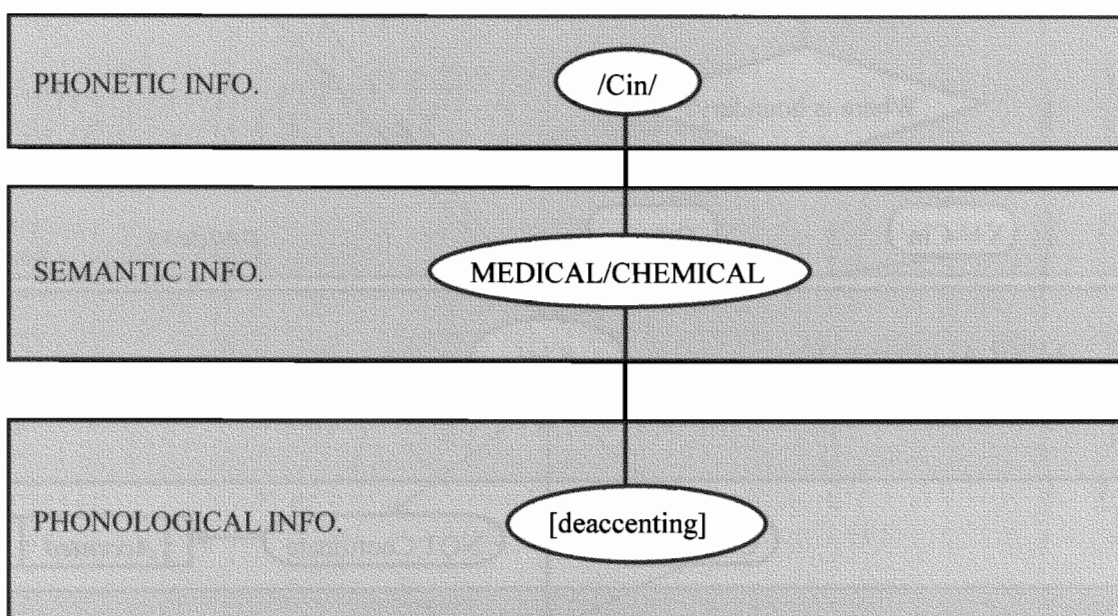 PHONETIC INFO. /Cin/
SEMANTIC INFO. MEDICAL/CHEMICAL
PHONOLOGICAL INFO. [deaccenting]